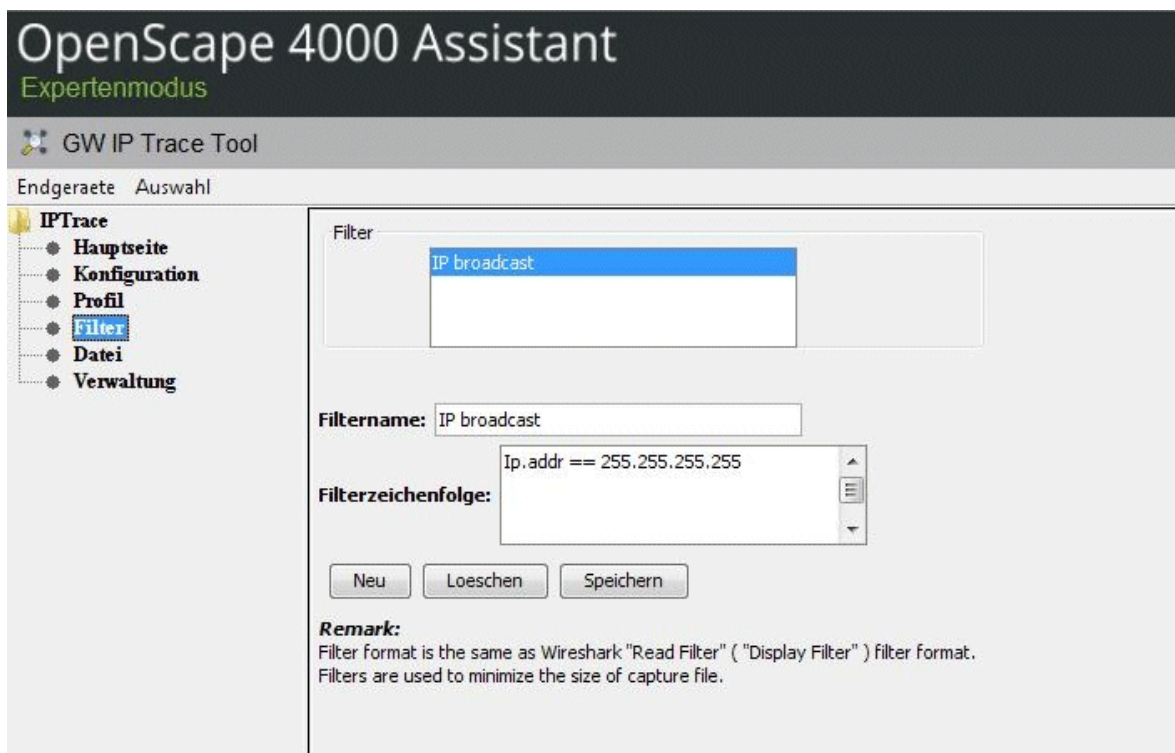 OpenScape 4000 Assistant
Expertenmodus
GW IP Trace Tool
Endgeraete Auswahl
IPTrace
Hauptseite
Konfiguration
Profil
Filter
Datei
Verwaltung
Filter
IP broadcast
Filtername: IP broadcast
Filterzeichenfolge: Ip.addr == 255.255.255.255
Neu Loeschen Speichern
Remark:
Filter format is the same as Wireshark "Read Filter" ( "Display Filter" ) filter format.
Filters are used to minimize the size of capture file.